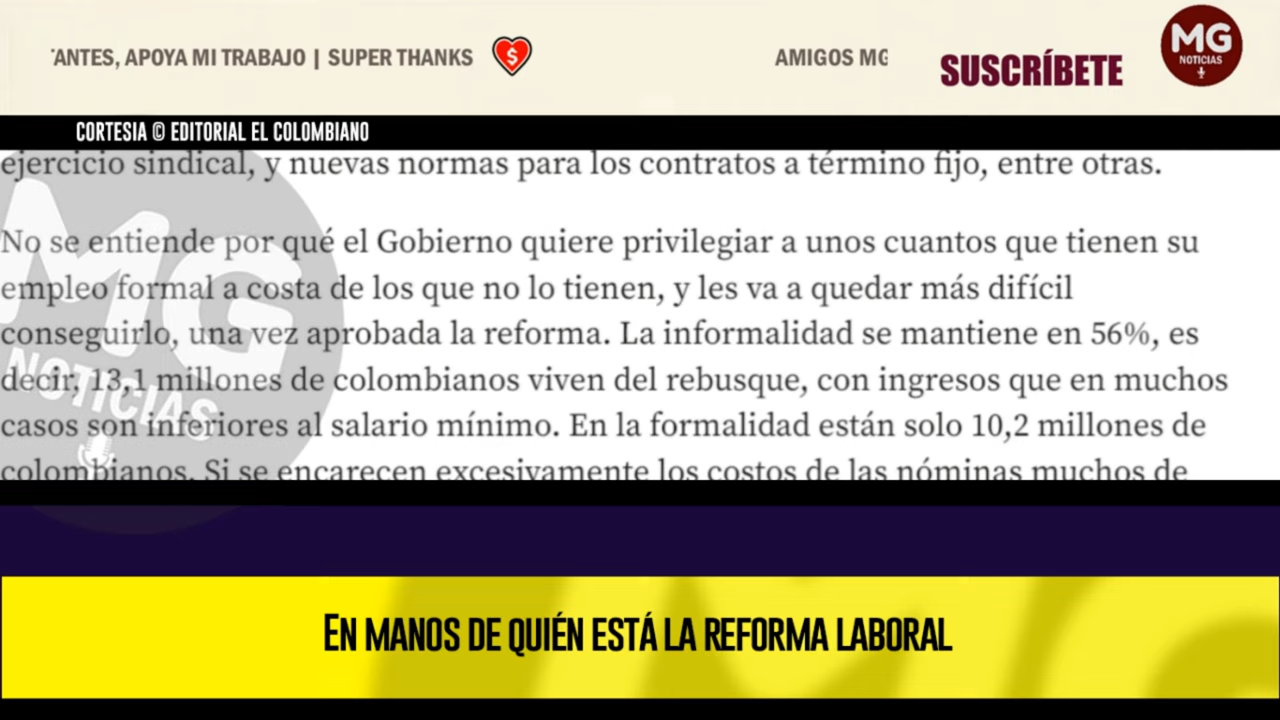 TANTES, APOYA MI TRABAJO | SUPER THANKS
AMIGOS MG
SUSCRÍBETE
MG
NOTICIAS
CORTESIA © EDITORIAL EL COLOMBIANO
ejercicio sindical, y nuevas normas para los contratos a término fijo, entre otras.
No se entiende por qué el Gobierno quiere privilegiar a unos cuantos que tienen su
empleo formal a costa de los que no lo tienen, y les va a quedar más difícil
conseguirlo, una vez aprobada la reforma. La informalidad se mantiene en 56%, es
decir, 13,1 millones de colombianos viven del rebusque, con ingresos que en muchos
casos son inferiores al salario mínimo. En la formalidad están solo 10,2 millones de
colombianos. Si se encarecen excesivamente los costos de las nóminas muchos de
MG
NOTICIAS
EN MANOS DE QUIÉN ESTÁ LA REFORMA LABORAL